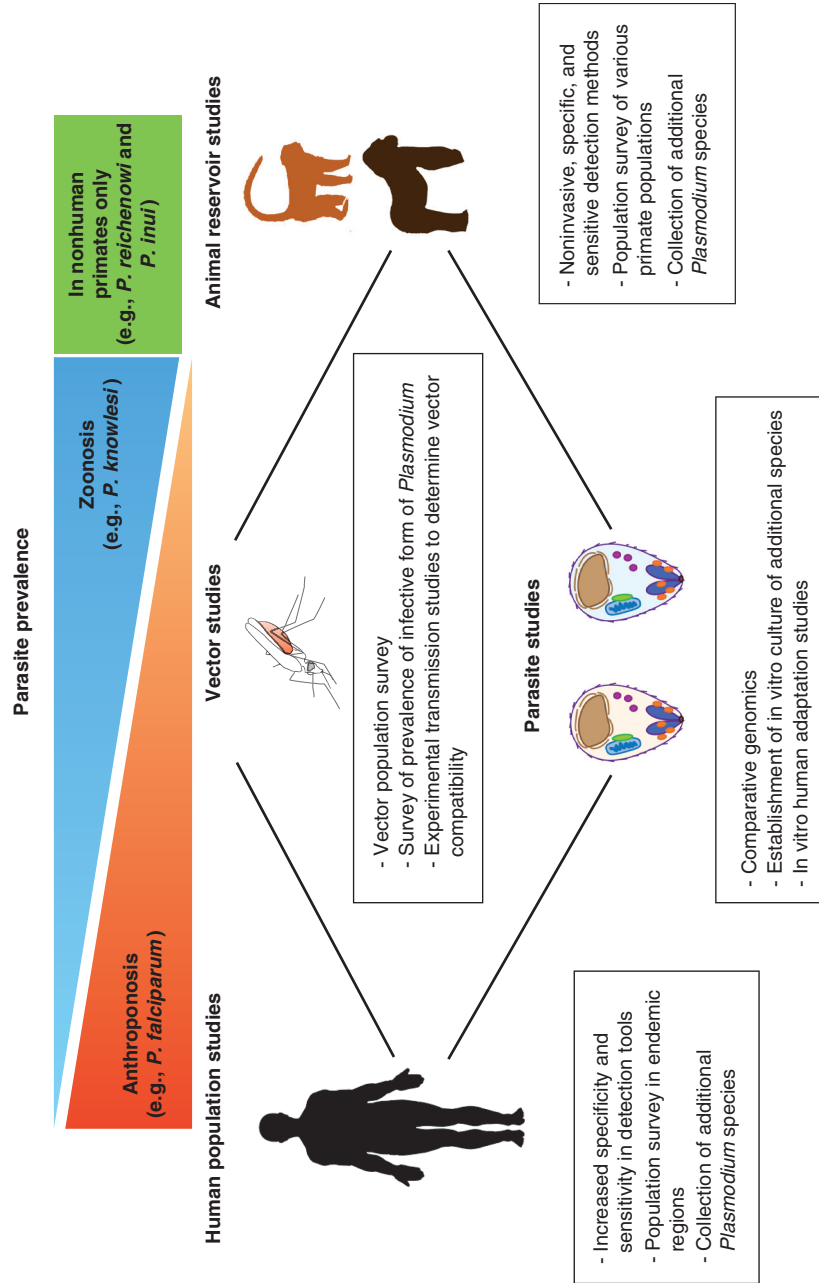 Parasite prevalence
Anthroponosis
(e.g., P. falciparum)
Zoonosis
(e.g., P. knowlesi)
In nonhuman
primates only
(e.g., P. reichenowi and
P. inui)
Human population studies
Vector studies
Animal reservoir studies
- Vector population survey
- Survey of prevalence of infective form of Plasmodium
- Experimental transmission studies to determine vector
compatibility
Parasite studies
- Increased specificity and
sensitivity in detection tools
- Population survey in endemic
regions
- Collection of additional
Plasmodium species
- Comparative genomics
- Establishment of in vitro culture of additional species
- In vitro human adaptation studies
- Noninvasive, specific, and
sensitive detection methods
- Population survey of various
primate populations
- Collection of additional
Plasmodium species